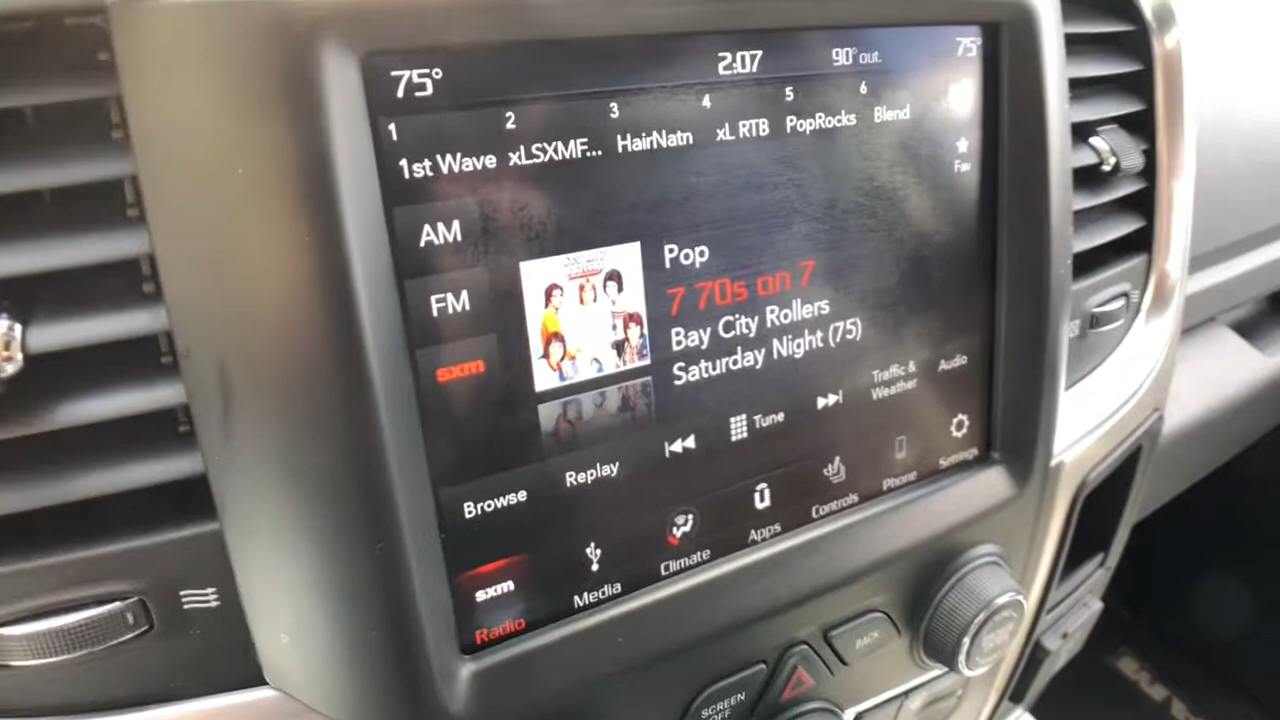 75° 2:07 90° out. 75°
1 2 3 4 5 6
1st Wave xLSXMF... HairNatn xL RTB PopRocks Blend
Fav
AM
FM
sxm
Pop
7 70s on 7
Bay City Rollers
Saturday Night (75)
Browse Replay Tune Traffic & Weather Audio
sxm
Radio Media Climate Apps Controls Phone Settings
SCREEN OFF
BACK